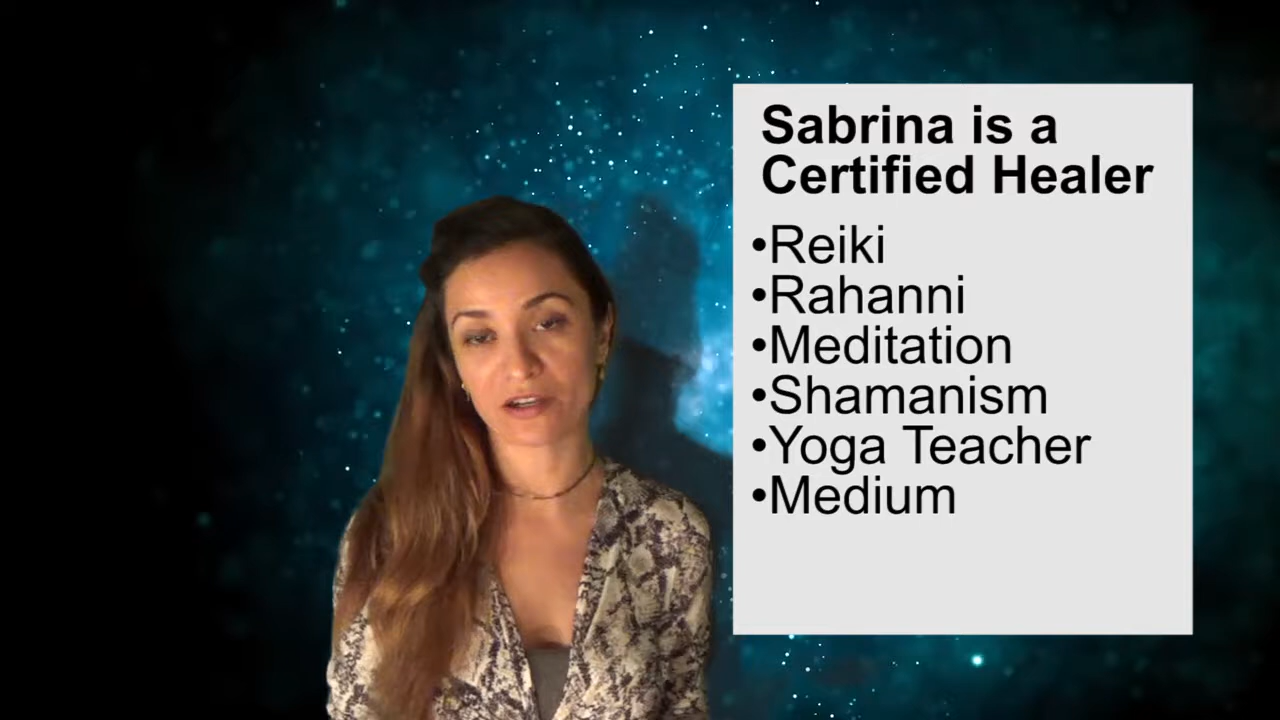 Sabrina is a
Certified Healer
•Reiki
•Rahanni
•Meditation
•Shamanism
•Yoga Teacher
•Medium